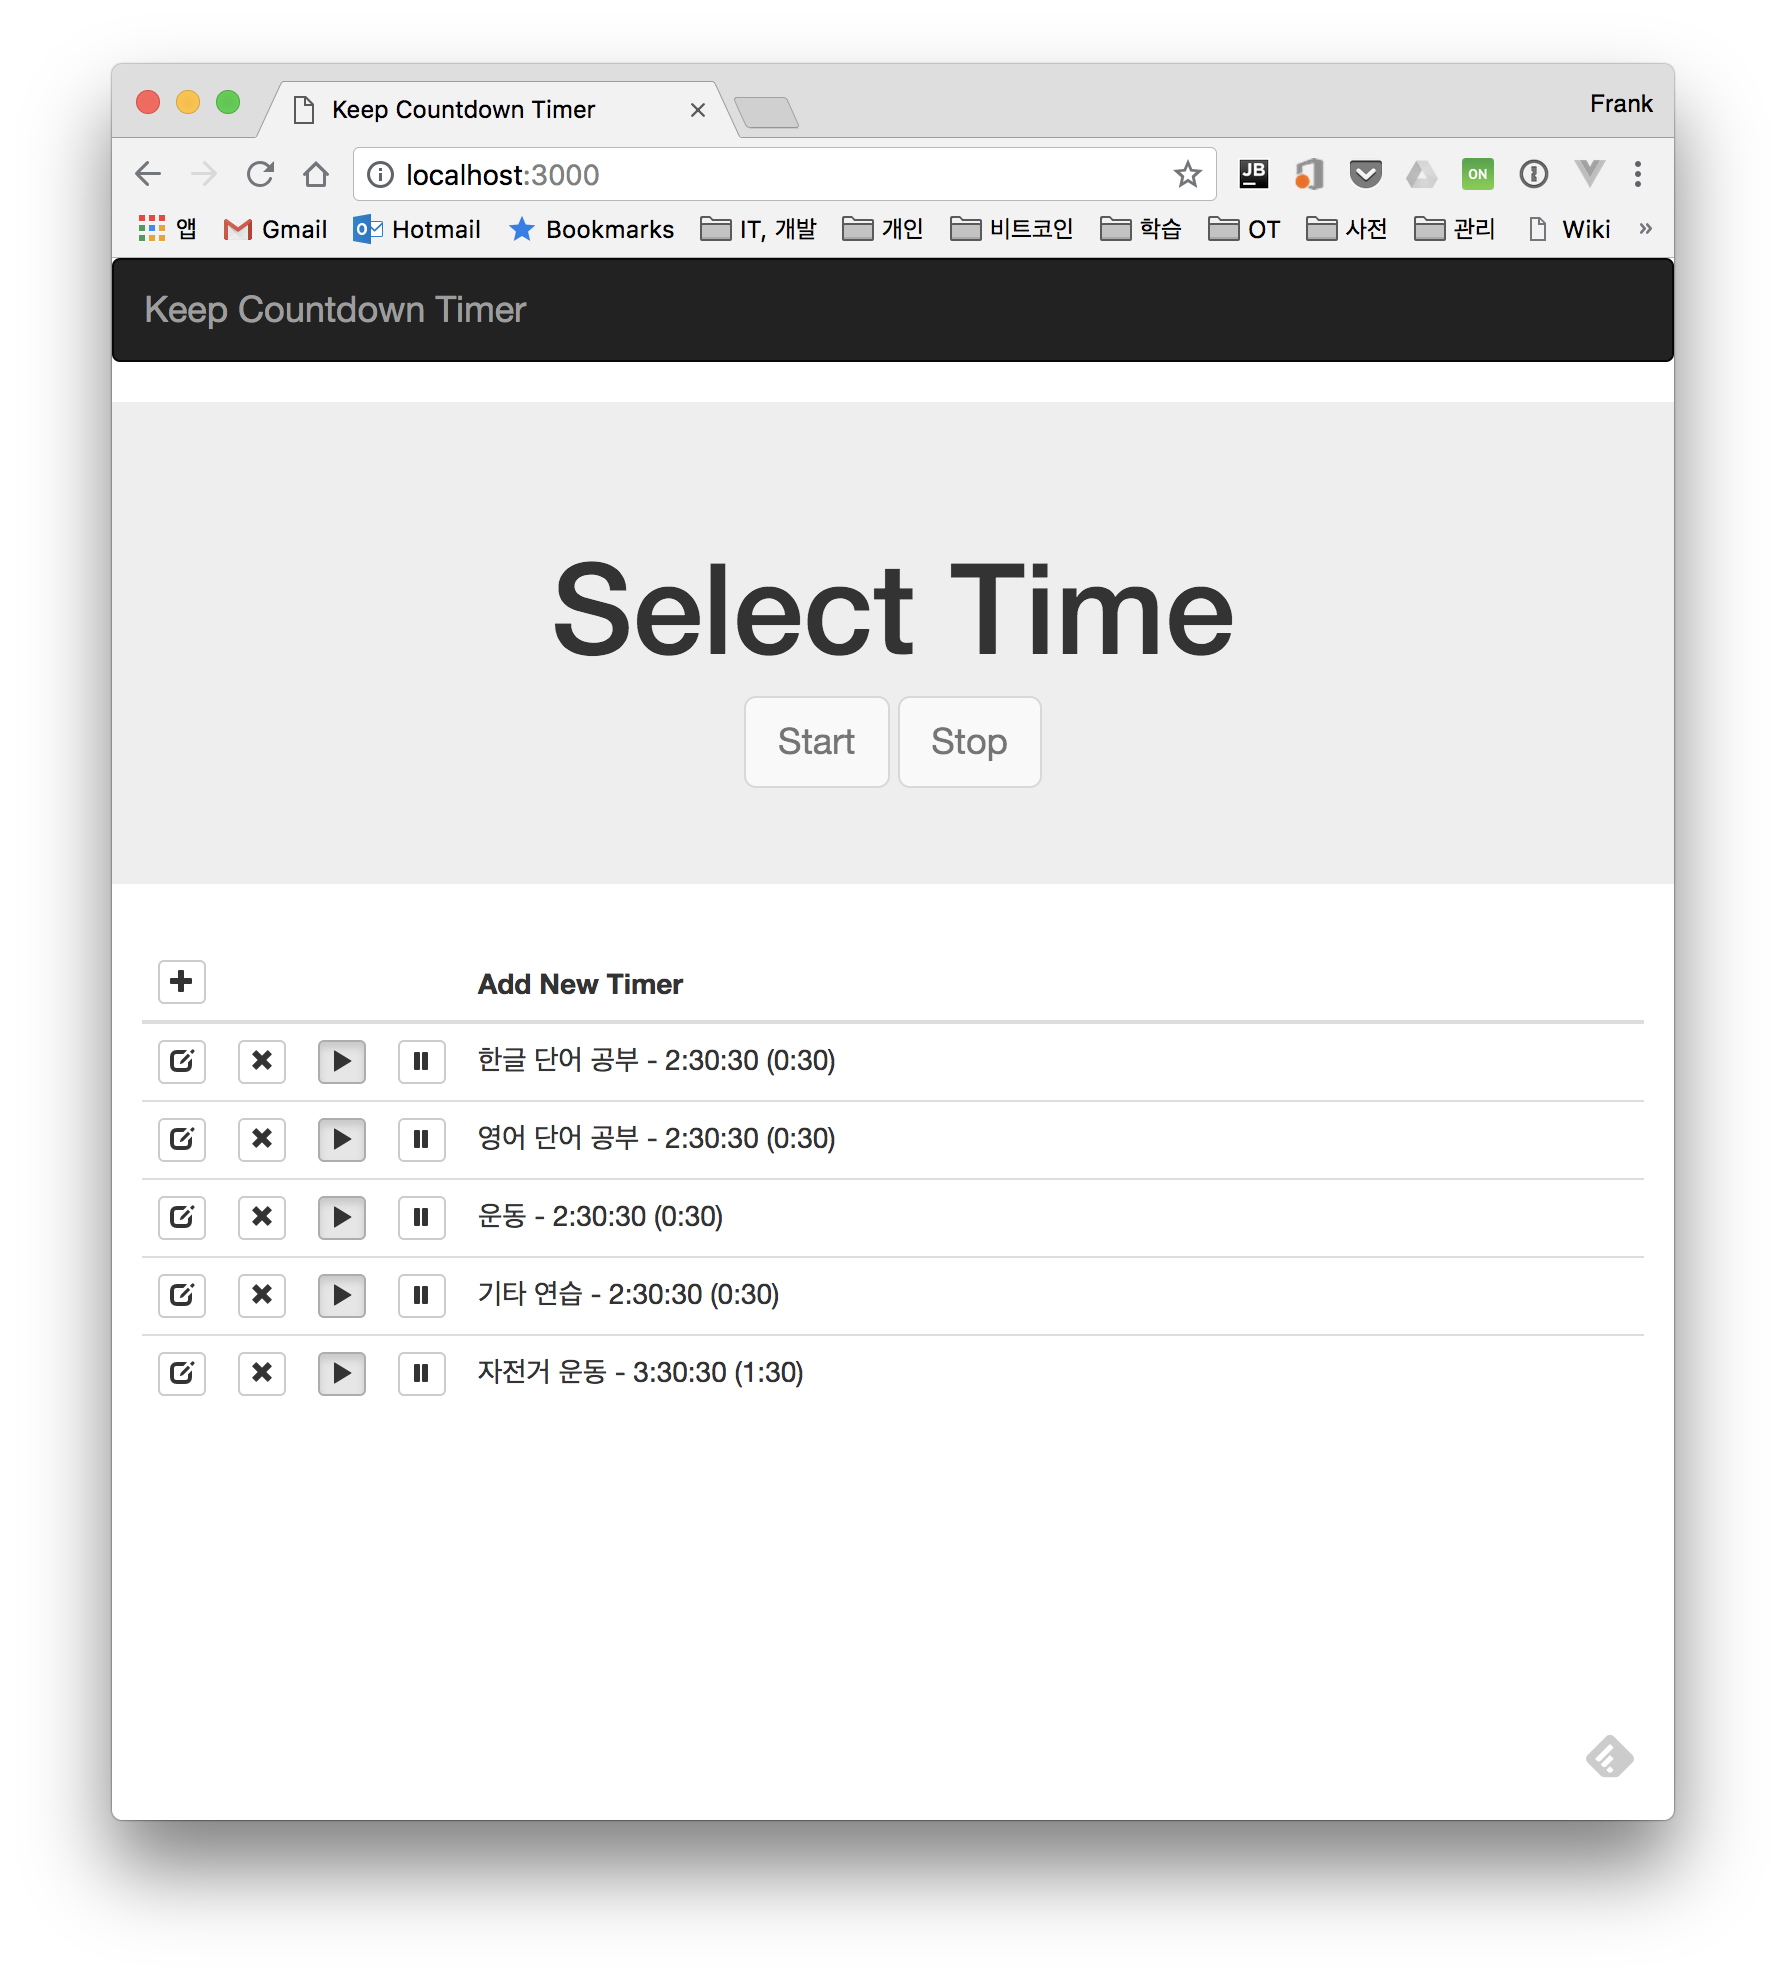 Keep Countdown Timer
Frank
localhost:3000
JB
ON
앱 Gmail Hotmail Bookmarks IT, 개발 개인 비트코인 학습 OT 사전 관리 Wiki »
Keep Countdown Timer
Select Time
Start Stop
Add New Timer
한글 단어 공부 - 2:30:30 (0:30)
영어 단어 공부 - 2:30:30 (0:30)
운동 - 2:30:30 (0:30)
기타 연습 - 2:30:30 (0:30)
자전거 운동 - 3:30:30 (1:30)